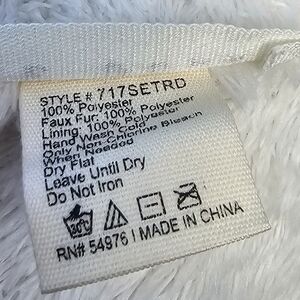 STYLE # 717SETRD
100% Polyester
Faux Fur: 100% Polyester
Lining: 100% Polyester
Hand Wash Cold
Only Non-Chlorine Bleach
When Needed
Dry Flat
Leave Until Dry
Do Not Iron
30°C
RN# 54976 | MADE IN CHINA